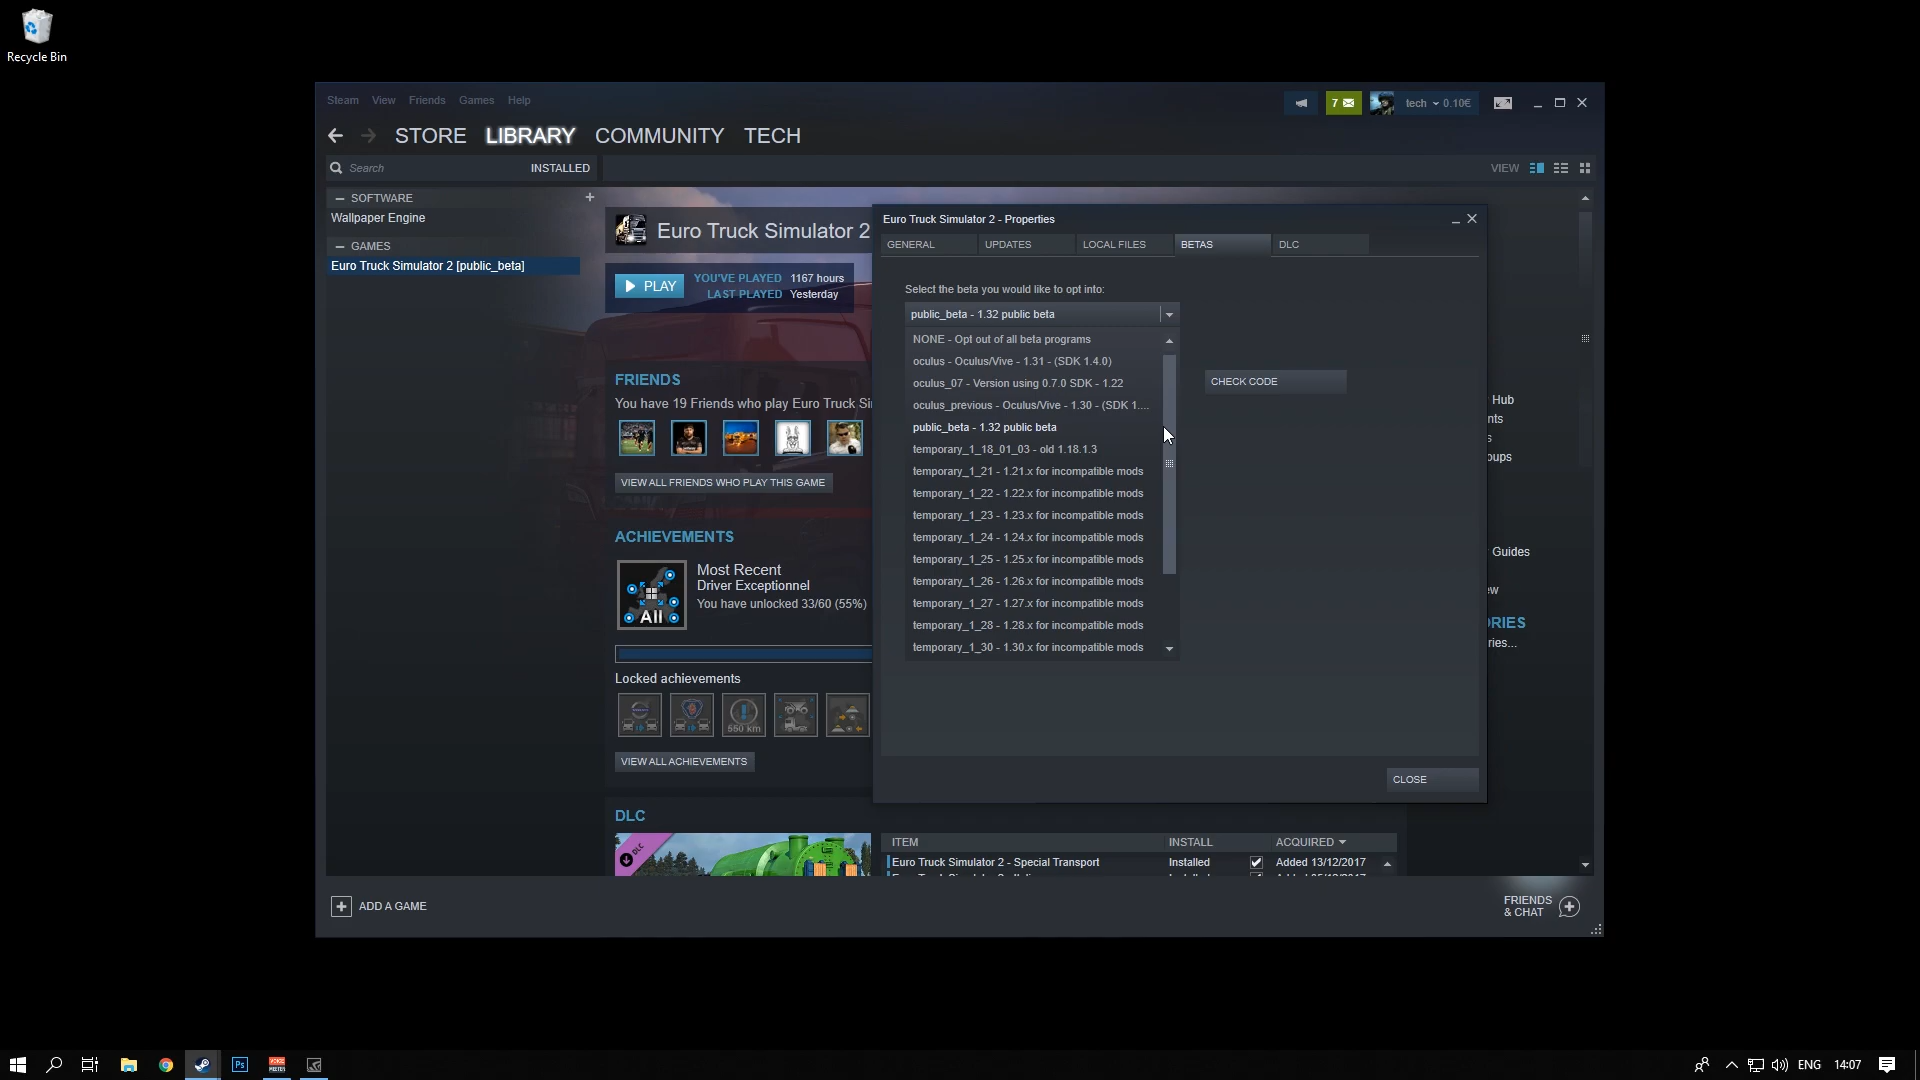 Recycle Bin
Steam View Friends Games Help
7
tech 0.10€
STORE LIBRARY COMMUNITY TECH
Search
INSTALLED
VIEW
SOFTWARE
Wallpaper Engine
GAMES
Euro Truck Simulator 2 [public_beta]
Euro Truck Simulator 2
PLAY
YOU'VE PLAYED 1167 hours
LAST PLAYED Yesterday
FRIENDS
You have 19 Friends who play Euro Truck Si
VIEW ALL FRIENDS WHO PLAY THIS GAME
ACHIEVEMENTS
All
Most Recent
Driver Exceptionnel
You have unlocked 33/60 (55%)
Locked achievements
550 km
VIEW ALL ACHIEVEMENTS
DLC
DLC
Euro Truck Simulator 2 - Properties
GENERAL UPDATES LOCAL FILES BETAS DLC
Select the beta you would like to opt into:
public_beta - 1.32 public beta
NONE - Opt out of all beta programs
oculus - Oculus/Vive - 1.31 - (SDK 1.4.0)
oculus_07 - Version using 0.7.0 SDK - 1.22
oculus_previous - Oculus/Vive - 1.30 - (SDK 1....
public_beta - 1.32 public beta
temporary_1_18_01_03 - old 1.18.1.3
temporary_1_21 - 1.21.x for incompatible mods
temporary_1_22 - 1.22.x for incompatible mods
temporary_1_23 - 1.23.x for incompatible mods
temporary_1_24 - 1.24.x for incompatible mods
temporary_1_25 - 1.25.x for incompatible mods
temporary_1_26 - 1.26.x for incompatible mods
temporary_1_27 - 1.27.x for incompatible mods
temporary_1_28 - 1.28.x for incompatible mods
temporary_1_30 - 1.30.x for incompatible mods
CHECK CODE
CLOSE
Hub
nts
s
oups
Guides
ew
RIES
ries...
ITEM INSTALL ACQUIRED
Euro Truck Simulator 2 - Special Transport Installed Added 13/12/2017
ADD A GAME
FRIENDS
& CHAT
Ps
ENG 14:07